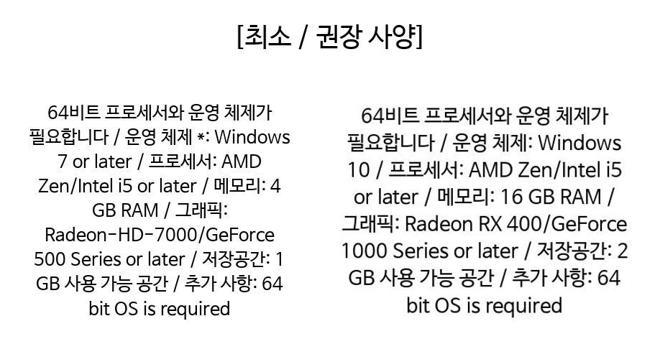 [최소 / 권장 사양]
64비트 프로세서와 운영 체제가
필요합니다 / 운영 체제 *: Windows
7 or later / 프로세서: AMD
Zen/Intel i5 or later / 메모리: 4
GB RAM / 그래픽:
Radeon-HD-7000/GeForce
500 Series or later / 저장공간: 1
GB 사용 가능 공간 / 추가 사항: 64
bit OS is required
64비트 프로세서와 운영 체제가
필요합니다 / 운영 체제: Windows
10 / 프로세서: AMD Zen/Intel i5
or later / 메모리: 16 GB RAM /
그래픽: Radeon RX 400/GeForce
1000 Series or later / 저장공간: 2
GB 사용 가능 공간 / 추가 사항: 64
bit OS is required